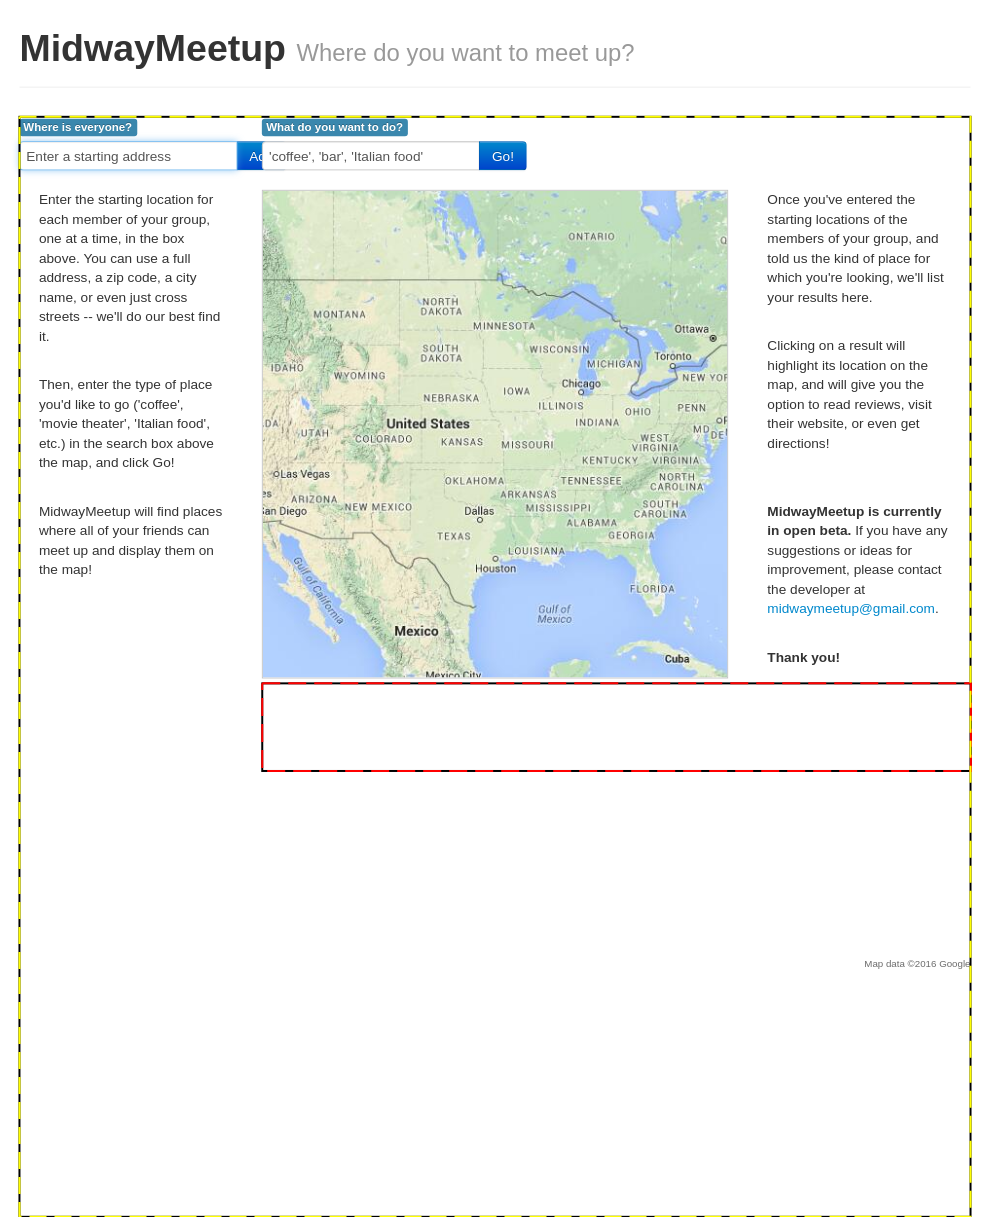 MidwayMeetup Where do you want to meet up?
Where is everyone?
What do you want to do?
Enter a starting address
'coffee', 'bar', 'Italian food'
Go!
Enter the starting location for
each member of your group,
one at a time, in the box
above. You can use a full
address, a zip code, a city
name, or even just cross
streets -- we'll do our best find
it.
Then, enter the type of place
you'd like to go ('coffee',
'movie theater', 'Italian food',
etc.) in the search box above
the map, and click Go!
MidwayMeetup will find places
where all of your friends can
meet up and display them on
the map!
ONTARIO
MONTANA
NORTH
DAKOTA
MINNESOTA
Ottawa
SOUTH
DAKOTA
WISCONSIN
MICHIGAN
Toronto
IDAHO
WYOMING
NEW YOR
Chicago
IOWA
NEBRASKA
ILLINOIS
OHIO
PENN
INDIANA
United States
MD
DE
UTAH
COLORADO
KANSAS
MISSOURI
WEST
VIRGINIA
KENTUCKY
VIRGINIA
Las Vegas
OKLAHOMA
TENNESSEE
NORTH
CAROLINA
ARKANSAS
ARIZONA
NEW MEXICO
MISSISSIPPI
SOUTH
CAROLINA
San Diego
Dallas
ALABAMA
TEXAS
GEORGIA
LOUISIANA
Houston
Gulf of California
FLORIDA
Gulf of
Mexico
Mexico
Cuba
Mexico City
Once you've entered the
starting locations of the
members of your group, and
told us the kind of place for
which you're looking, we'll list
your results here.
Clicking on a result will
highlight its location on the
map, and will give you the
option to read reviews, visit
their website, or even get
directions!
MidwayMeetup is currently
in open beta. If you have any
suggestions or ideas for
improvement, please contact
the developer at
midwaymeetup@gmail.com.
Thank you!
Map data ©2016 Google